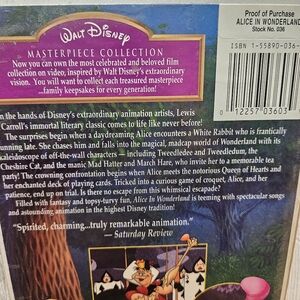 WALT DISNEY
MASTERPIECE COLLECTION
Now you can own the most celebrated and beloved film
collection on video, inspired by Walt Disney's extraordinary
vision. You will want to collect each treasured masterpiece
...family keepsakes for every generation!
Proof of Purchase
ALICE IN WONDERLAND
Stock No. 036
ISBN 1-55890-036-
0 12257 03603
n the hands of Disney's extraordinary animation artists, Lewis
Carroll's immortal literary classic comes to life like never before!
The surprises begin when a daydreaming Alice encounters a White Rabbit who is frantically
running late. She chases him and falls into the magical, madcap world of Wonderland with its
kaleidoscope of off-the-wall characters — including Tweedledee and Tweedledum, the
Cheshire Cat, and the manic Mad Hatter and March Hare, who invite her to a memorable tea
party! The crowning confrontation begins when Alice meets the notorious Queen of Hearts and
her enchanted deck of playing cards. Tricked into a curious game of croquet, Alice, and her
patience, end up on trial. Is there no escape from this whimsical escapade?
Filled with fantasy and topsy-turvy fun, Alice In Wonderland is teeming with spectacular songs
and astounding animation in the highest Disney tradition!
"Spirited, charming...truly remarkable animation."
— Saturday Review